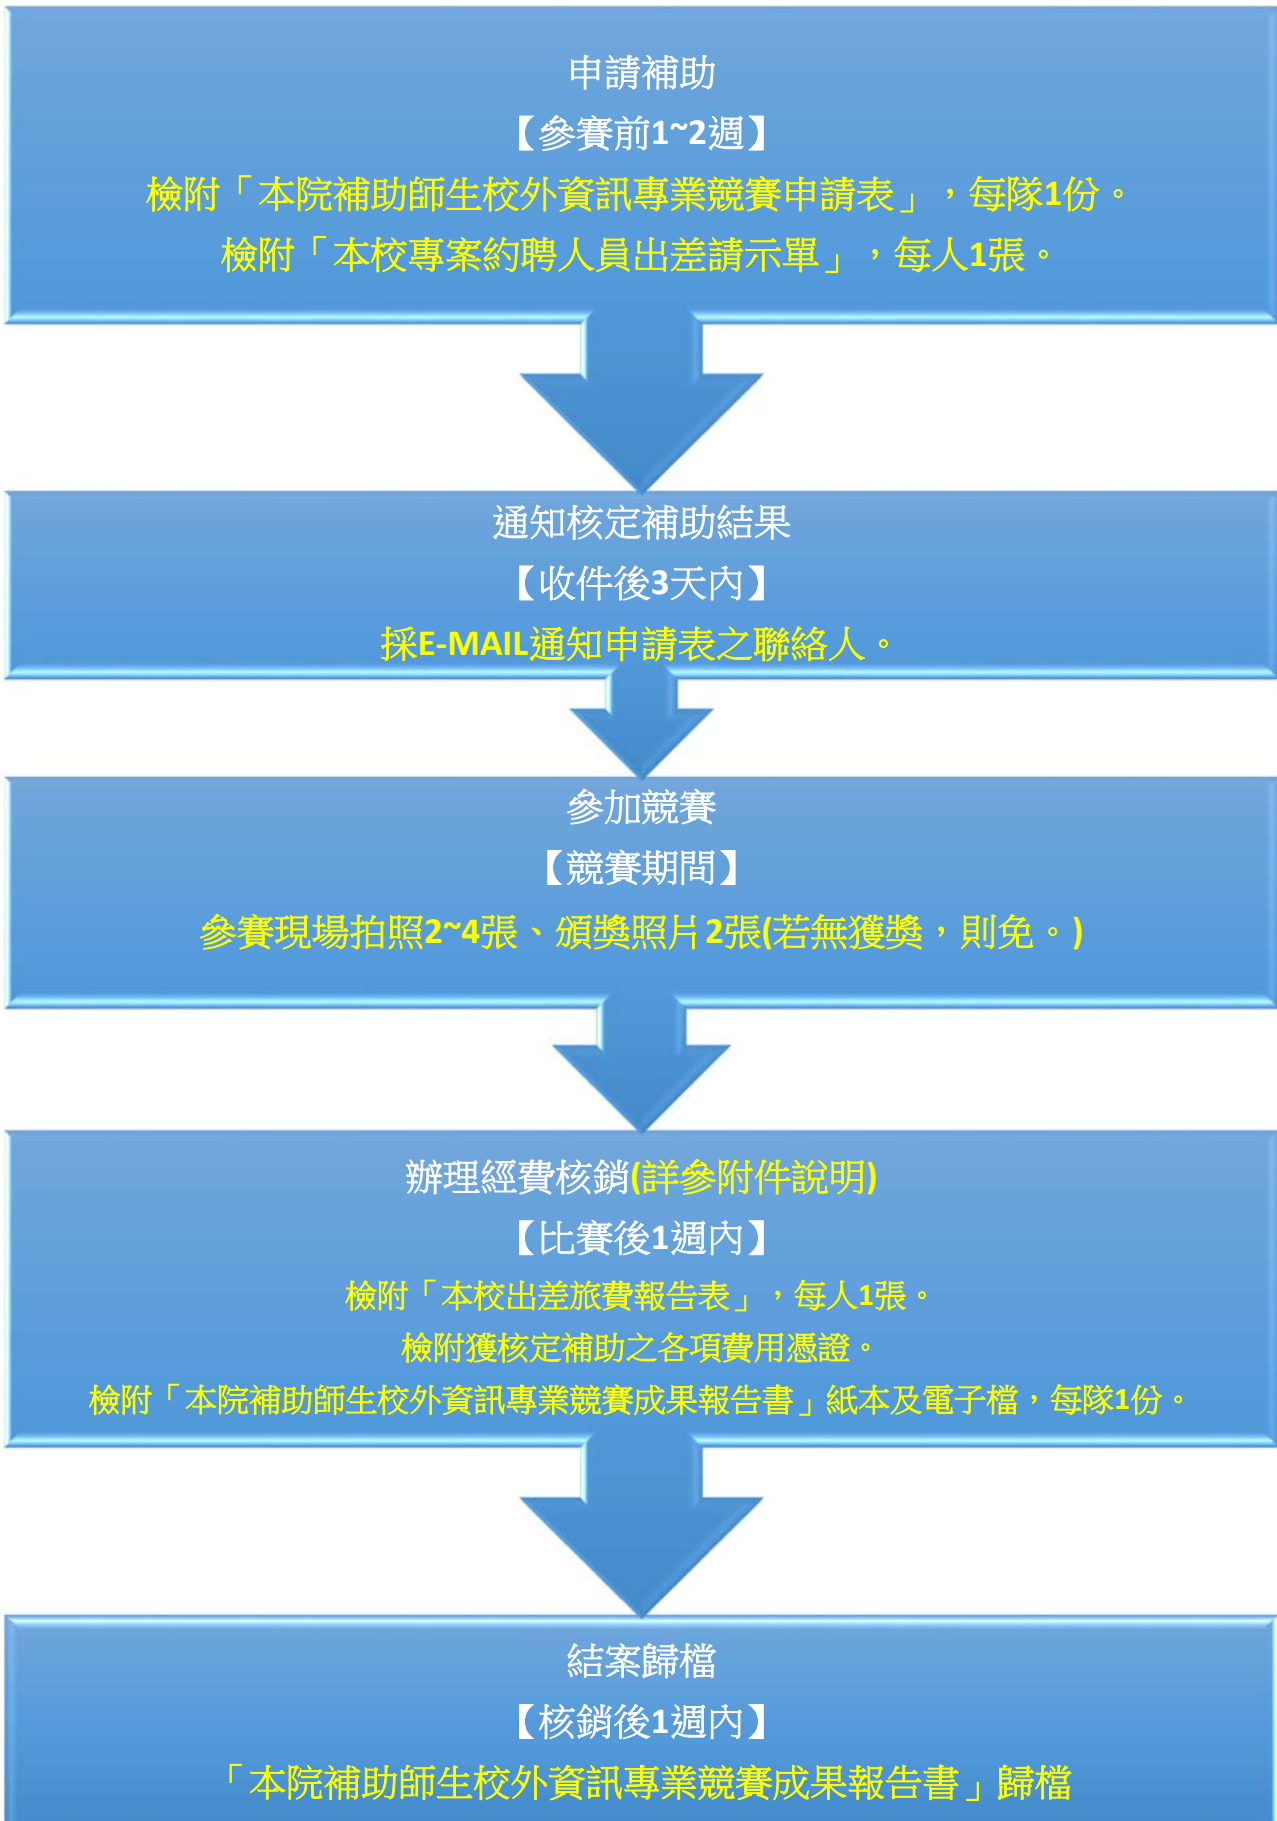 申請補助
【參賽前1~2週】
檢附「本院補助師生校外資訊專業競賽申請表」，每隊1份。
檢附「本校專案約聘人員出差請示單」，每人1張。
通知核定補助結果
【收件後3天內】
採E-MAIL通知申請表之聯絡人。
參加競賽
【競賽期間】
參賽現場拍照2~4張、頒獎照片2張(若無獲獎，則免。)
辦理經費核銷(詳參附件說明)
【比賽後1週內】
檢附「本校出差旅費報告表」，每人1張。
檢附獲核定補助之各項費用憑證。
檢附「本院補助師生校外資訊專業競賽成果報告書」紙本及電子檔，每隊1份。
結案歸檔
【核銷後1週內】
「本院補助師生校外資訊專業競賽成果報告書」歸檔